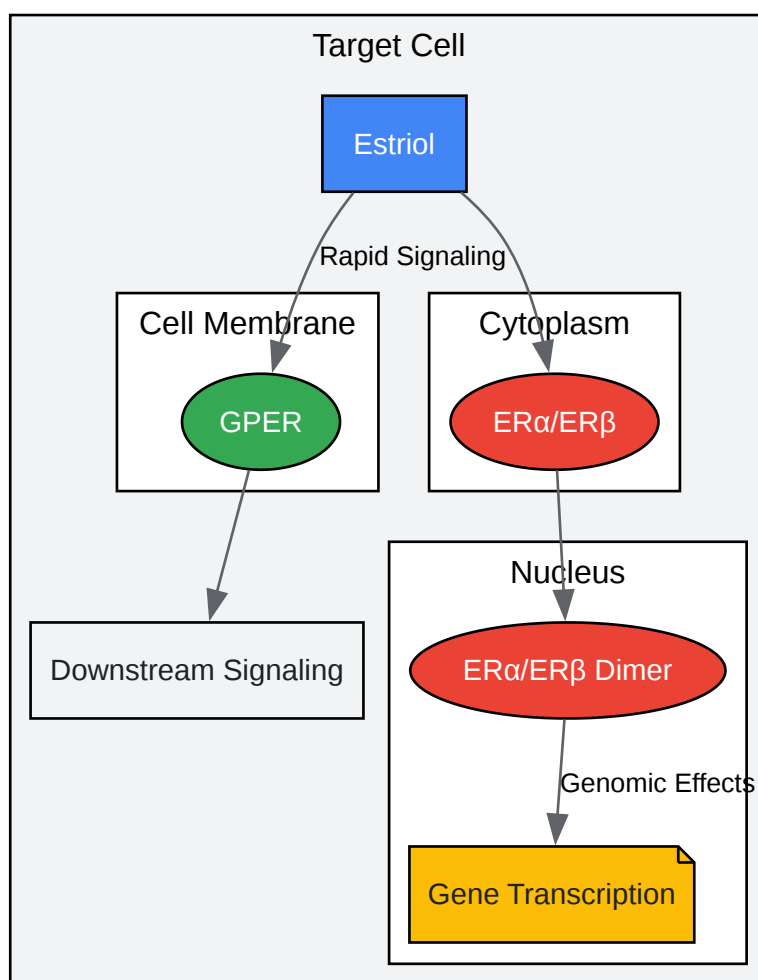 Target Cell
Estriol
Rapid Signaling
Cell Membrane
Cytoplasm
GPER
ERα/ERβ
Nucleus
Downstream Signaling
ERα/ERβ Dimer
Genomic Effects
Gene Transcription